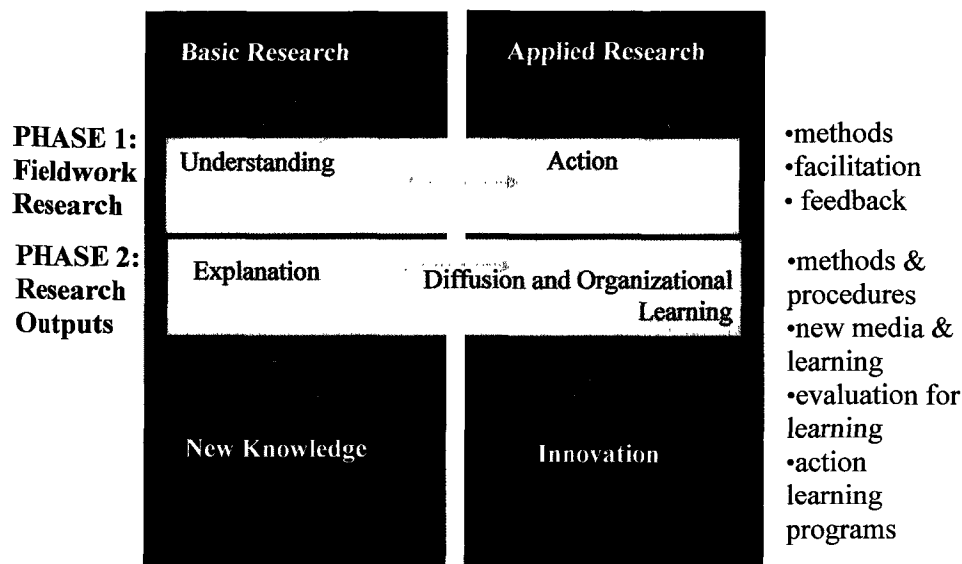 Basic Research
Applied Research
PHASE 1:
Fieldwork
Research
Understanding
Action
•methods
•facilitation
• feedback
PHASE 2:
Research
Outputs
Explanation
Diffusion and Organizational
Learning
•methods &
procedures
•new media &
learning
•evaluation for
learning
•action
learning
programs
New Knowledge
Innovation